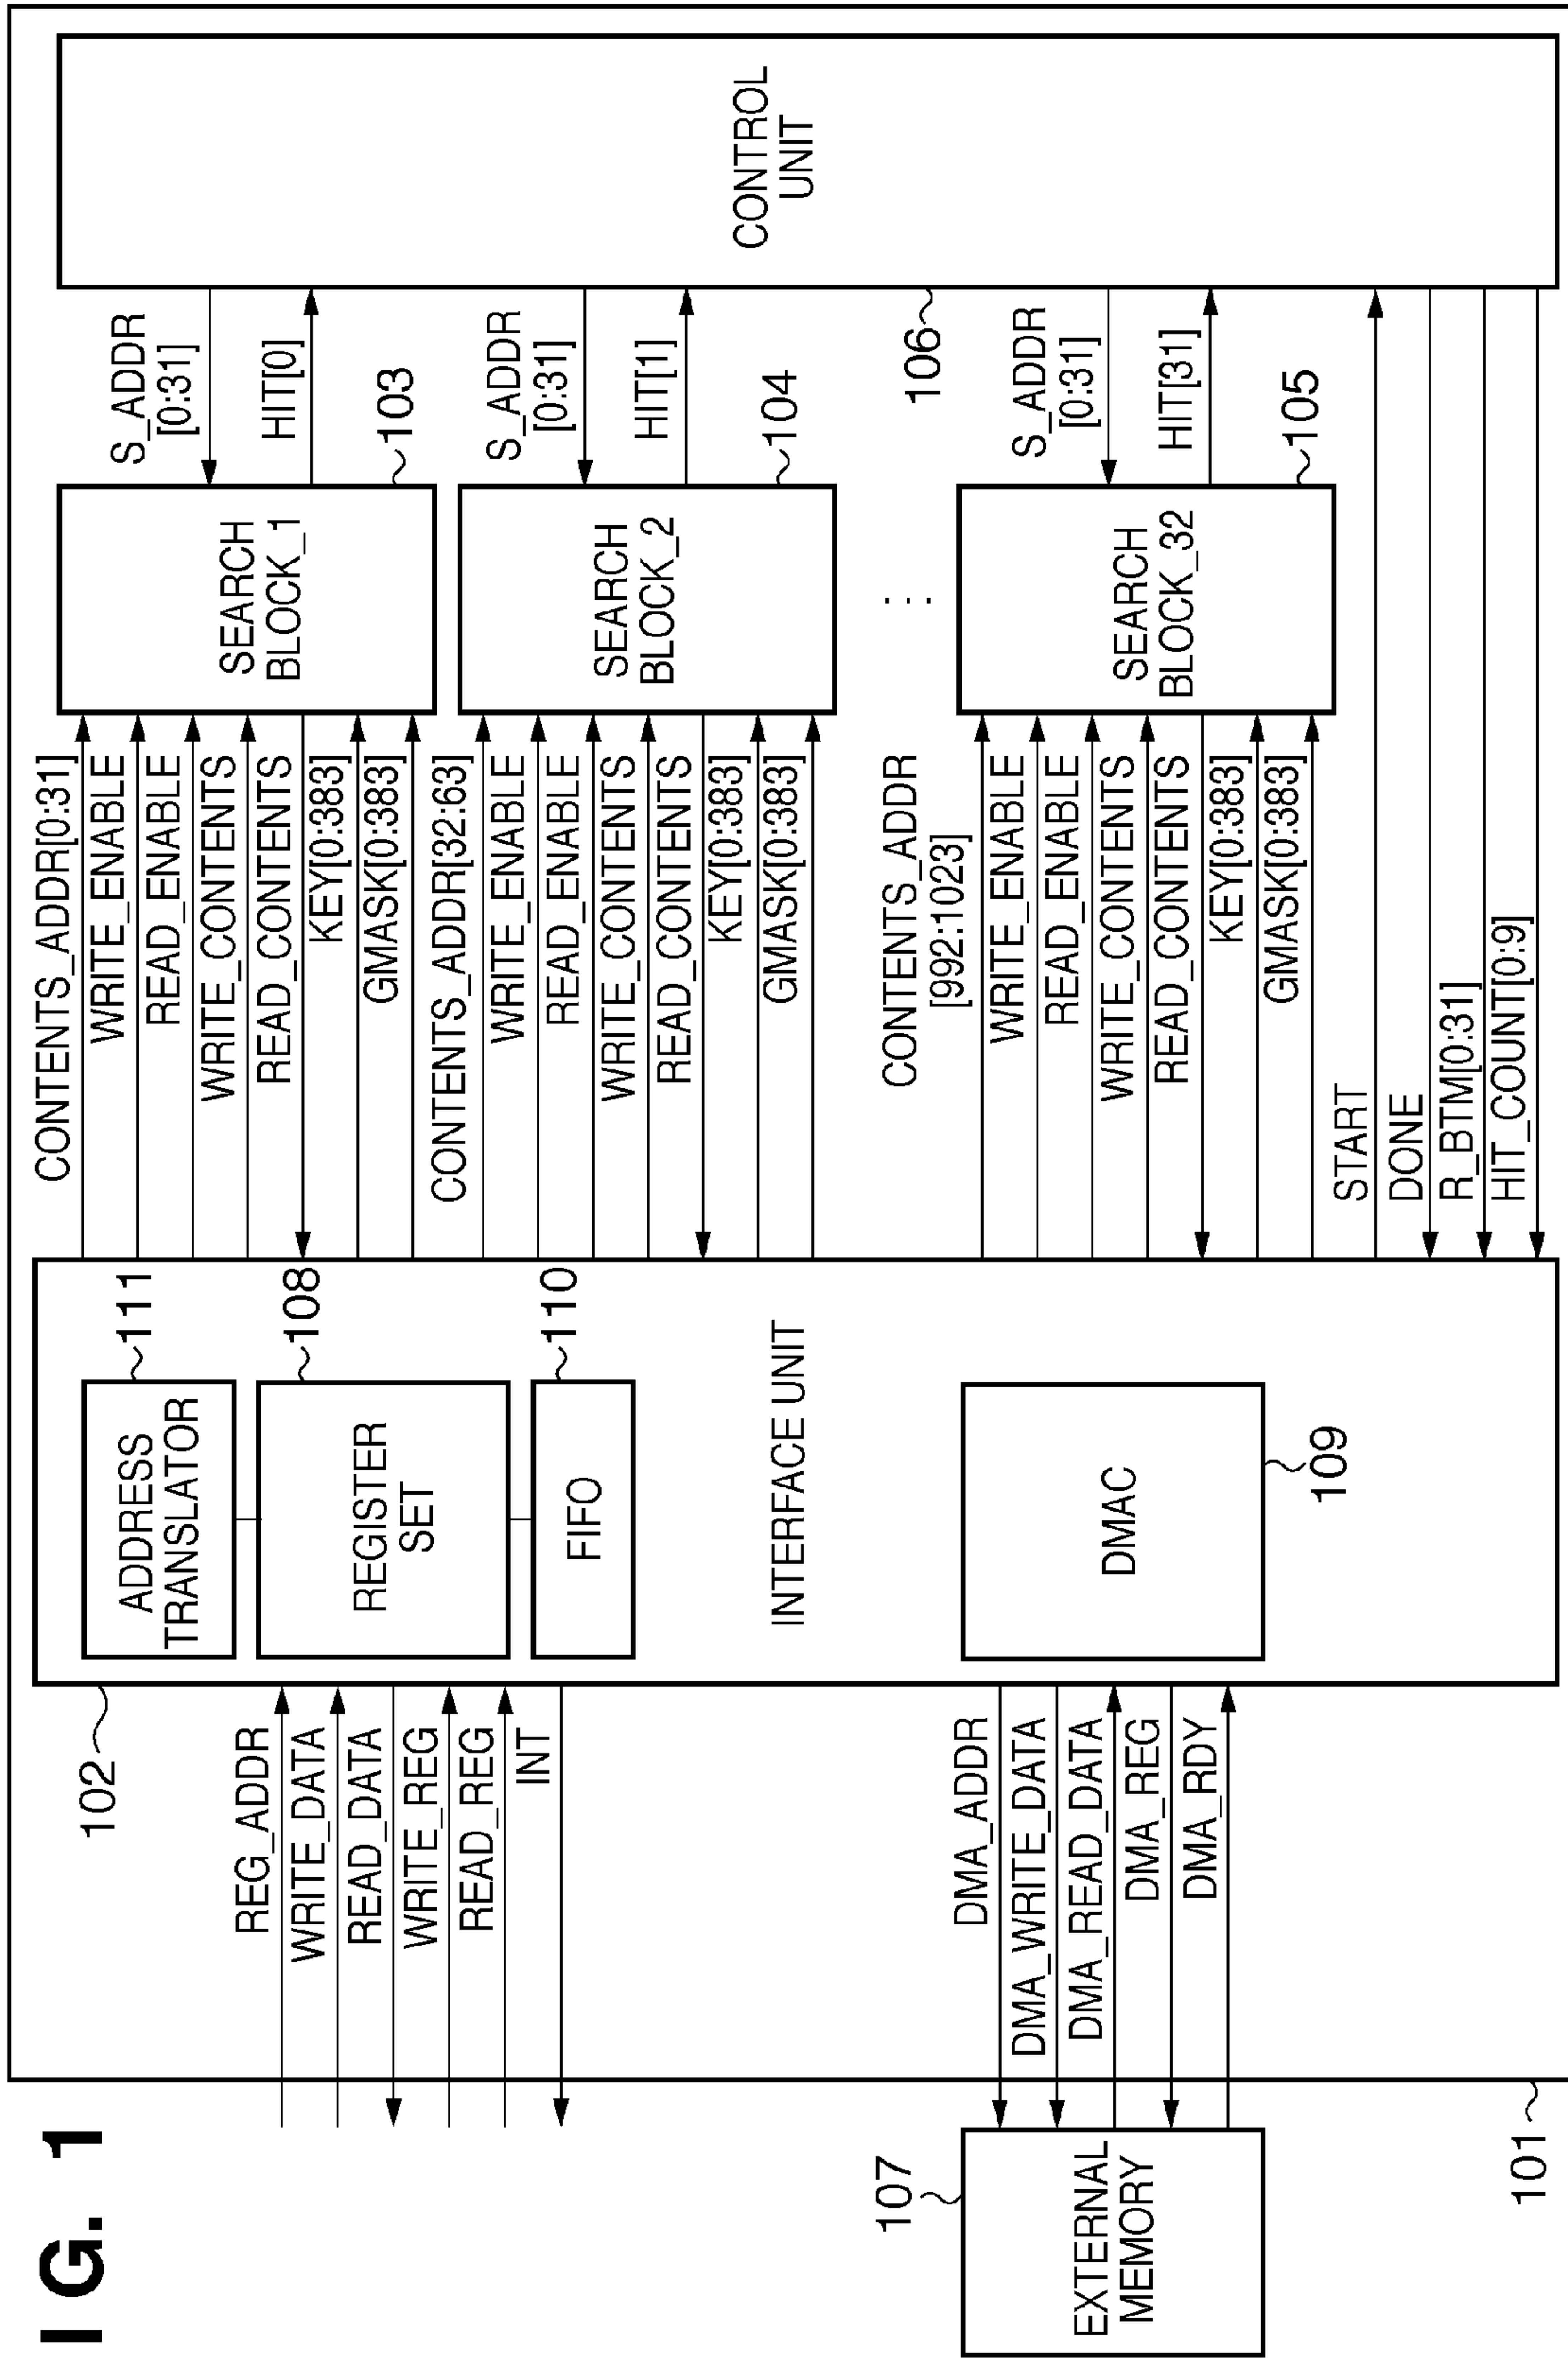 I G. 1
101
102
REG_ADDR
WRITE_DATA
READ_DATA
WRITE_REG
READ_REG
INT
107
EXTERNAL
MEMORY
DMA_ADDR
DMA_WRITE_DATA
DMA_READ_DATA
DMA_REG
DMA_RDY
ADDRESS
TRANSLATOR
111
REGISTER
SET
108
FIFO
110
INTERFACE UNIT
DMAC
109
CONTENTS_ADDR[0:31]
WRITE_ENABLE
READ_ENABLE
WRITE_CONTENTS
READ_CONTENTS
KEY[0:383]
GMASK[0:383]
CONTENTS_ADDR[32:63]
WRITE_ENABLE
READ_ENABLE
WRITE_CONTENTS
READ_CONTENTS
KEY[0:383]
GMASK[0:383]
CONTENTS_ADDR
[992:1023]
WRITE_ENABLE
READ_ENABLE
WRITE_CONTENTS
READ_CONTENTS
KEY[0:383]
GMASK[0:383]
START
DONE
R_BTM[0:31]
HIT_COUNT[0:9]
SEARCH
BLOCK_1
103
SEARCH
BLOCK_2
104
...
SEARCH
BLOCK_32
105
S_ADDR
[0:31]
HIT[0]
S_ADDR
[0:31]
HIT[1]
106
S_ADDR
[0:31]
HIT[31]
CONTROL
UNIT